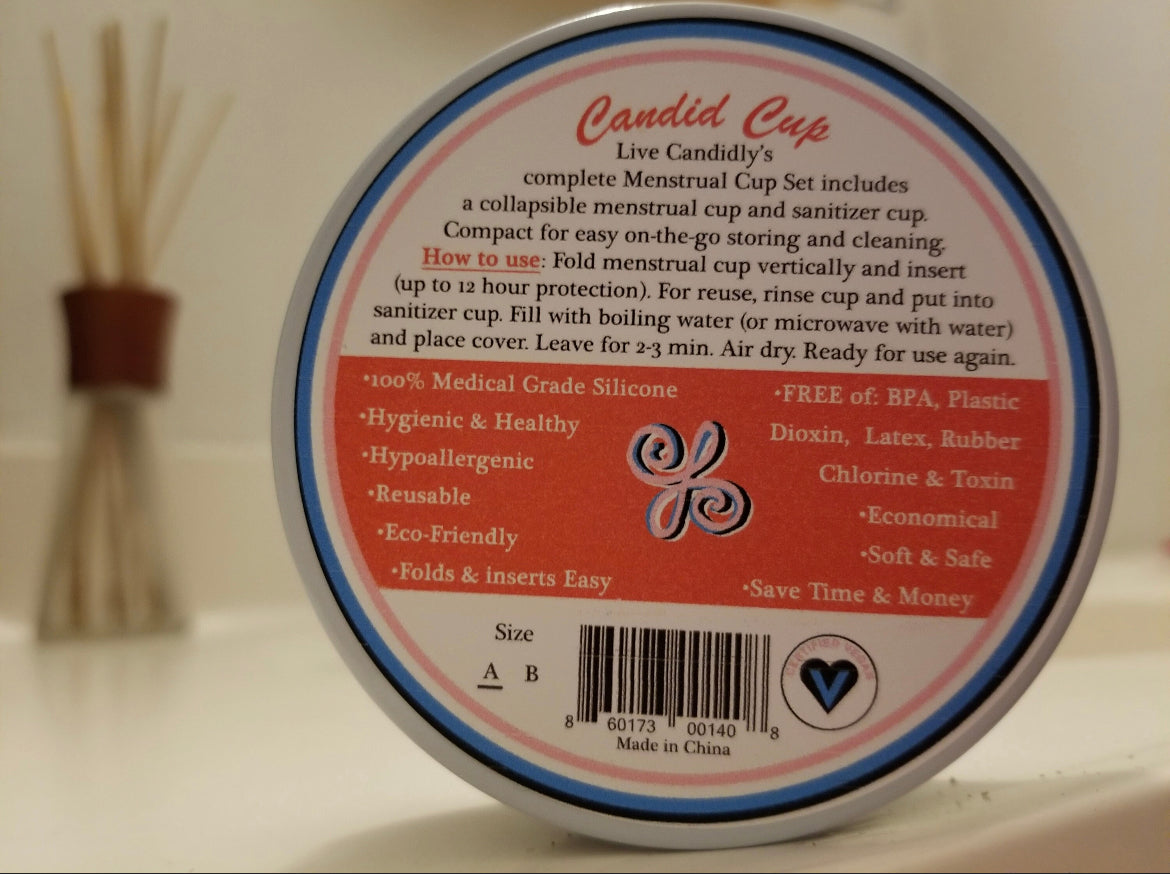 Candid Cup
Live Candidly's
complete Menstrual Cup Set includes
a collapsible menstrual cup and sanitizer cup.
Compact for easy on-the-go storing and cleaning.
How to use: Fold menstrual cup vertically and insert
(up to 12 hour protection). For reuse, rinse cup and put into
sanitizer cup. Fill with boiling water (or microwave with water)
and place cover. Leave for 2-3 min. Air dry. Ready for use again.
•100% Medical Grade Silicone
•Hygienic & Healthy
•Hypoallergenic
•Reusable
•Eco-Friendly
•Folds & inserts Easy
•FREE of: BPA, Plastic
Dioxin, Latex, Rubber
Chlorine & Toxin
•Economical
•Soft & Safe
•Save Time & Money
Size
A B
8 60173 00140 8
Made in China
CERTIFIED VEGAN
V